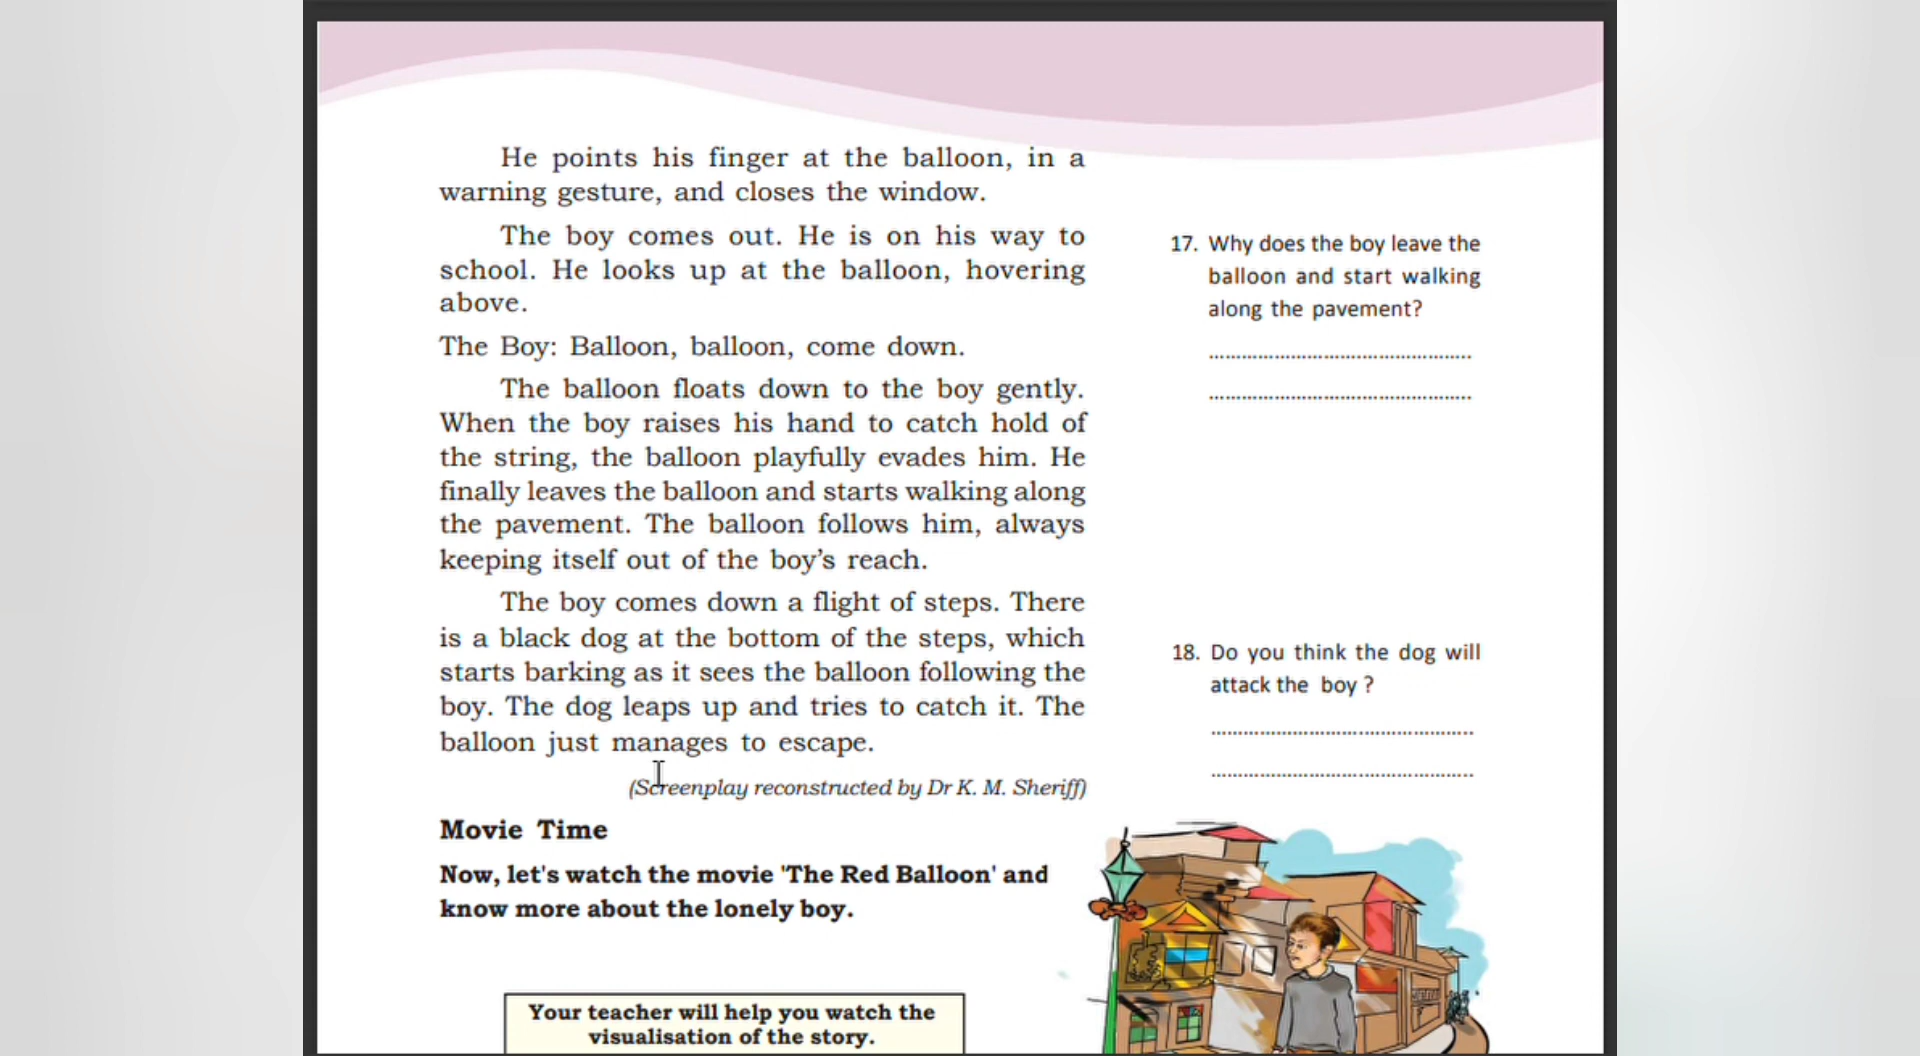 He points his finger at the balloon, in a
warning gesture, and closes the window.
The boy comes out. He is on his way to
school. He looks up at the balloon, hovering
above.
The Boy: Balloon, balloon, come down.
The balloon floats down to the boy gently.
When the boy raises his hand to catch hold of
the string, the balloon playfully evades him. He
finally leaves the balloon and starts walking along
the pavement. The balloon follows him, always
keeping itself out of the boy's reach.
The boy comes down a flight of steps. There
is a black dog at the bottom of the steps, which
starts barking as it sees the balloon following the
boy. The dog leaps up and tries to catch it. The
balloon just manages to escape.
(Screenplay reconstructed by Dr K. M. Sheriff)
Movie Time
Now, let's watch the movie 'The Red Balloon' and
know more about the lonely boy.
Your teacher will help you watch the
visualisation of the story.
17. Why does the boy leave the
balloon and start walking
along the pavement?
18. Do you think the dog will
attack the boy ?